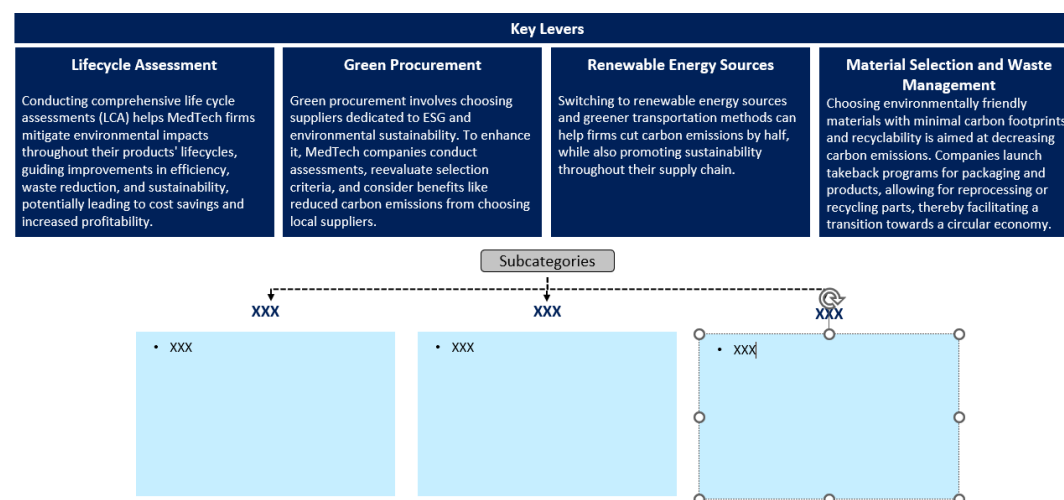 Key Levers
Lifecycle Assessment
Conducting comprehensive life cycle
assessments (LCA) helps MedTech firms
mitigate environmental impacts
throughout their products' lifecycles,
guiding improvements in efficiency,
waste reduction, and sustainability,
potentially leading to cost savings and
increased profitability.
Green Procurement
Green procurement involves choosing
suppliers dedicated to ESG and
environmental sustainability. To enhance
it, MedTech companies conduct
assessments, reevaluate selection
criteria, and consider benefits like
reduced carbon emissions from choosing
local suppliers.
Renewable Energy Sources
Switching to renewable energy sources
and greener transportation methods can
help firms cut carbon emissions by half,
while also promoting sustainability
throughout their supply chain.
Material Selection and Waste
Management
Choosing environmentally friendly
materials with minimal carbon footprints
and recyclability is aimed at decreasing
carbon emissions. Companies launch
takeback programs for packaging and
products, allowing for reprocessing or
recycling parts, thereby facilitating a
transition towards a circular economy.
Subcategories
XXX
• XXX
XXX
• XXX
XXX
• XXX